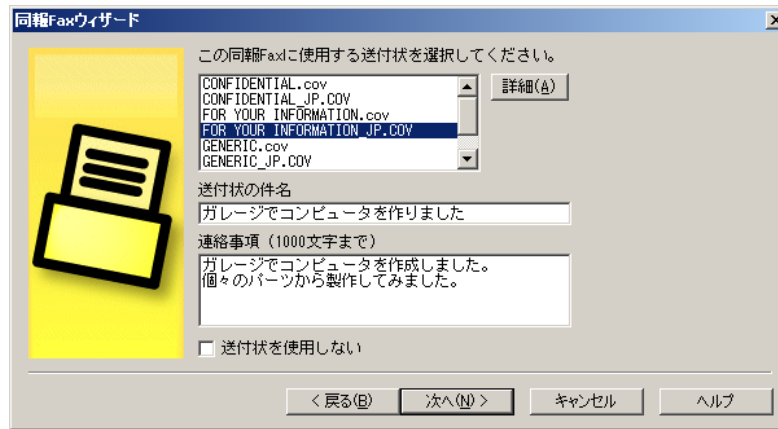 同報Faxウィザード
この同報Faxに使用する送付状を選択してください。
CONFIDENTIAL.cov
CONFIDENTIAL_JP.COV
FOR YOUR INFORMATION.cov
FOR YOUR INFORMATION_JP.COV
GENERIC.cov
GENERIC_JP.COV
詳細(A)
送付状の件名
ガレージでコンピュータを作りました
連絡事項（1000文字まで）
ガレージでコンピュータを作成しました。
個々のパーツから製作してみました。
送付状を使用しない
< 戻る(B)
次へ(N) >
キャンセル
ヘルプ